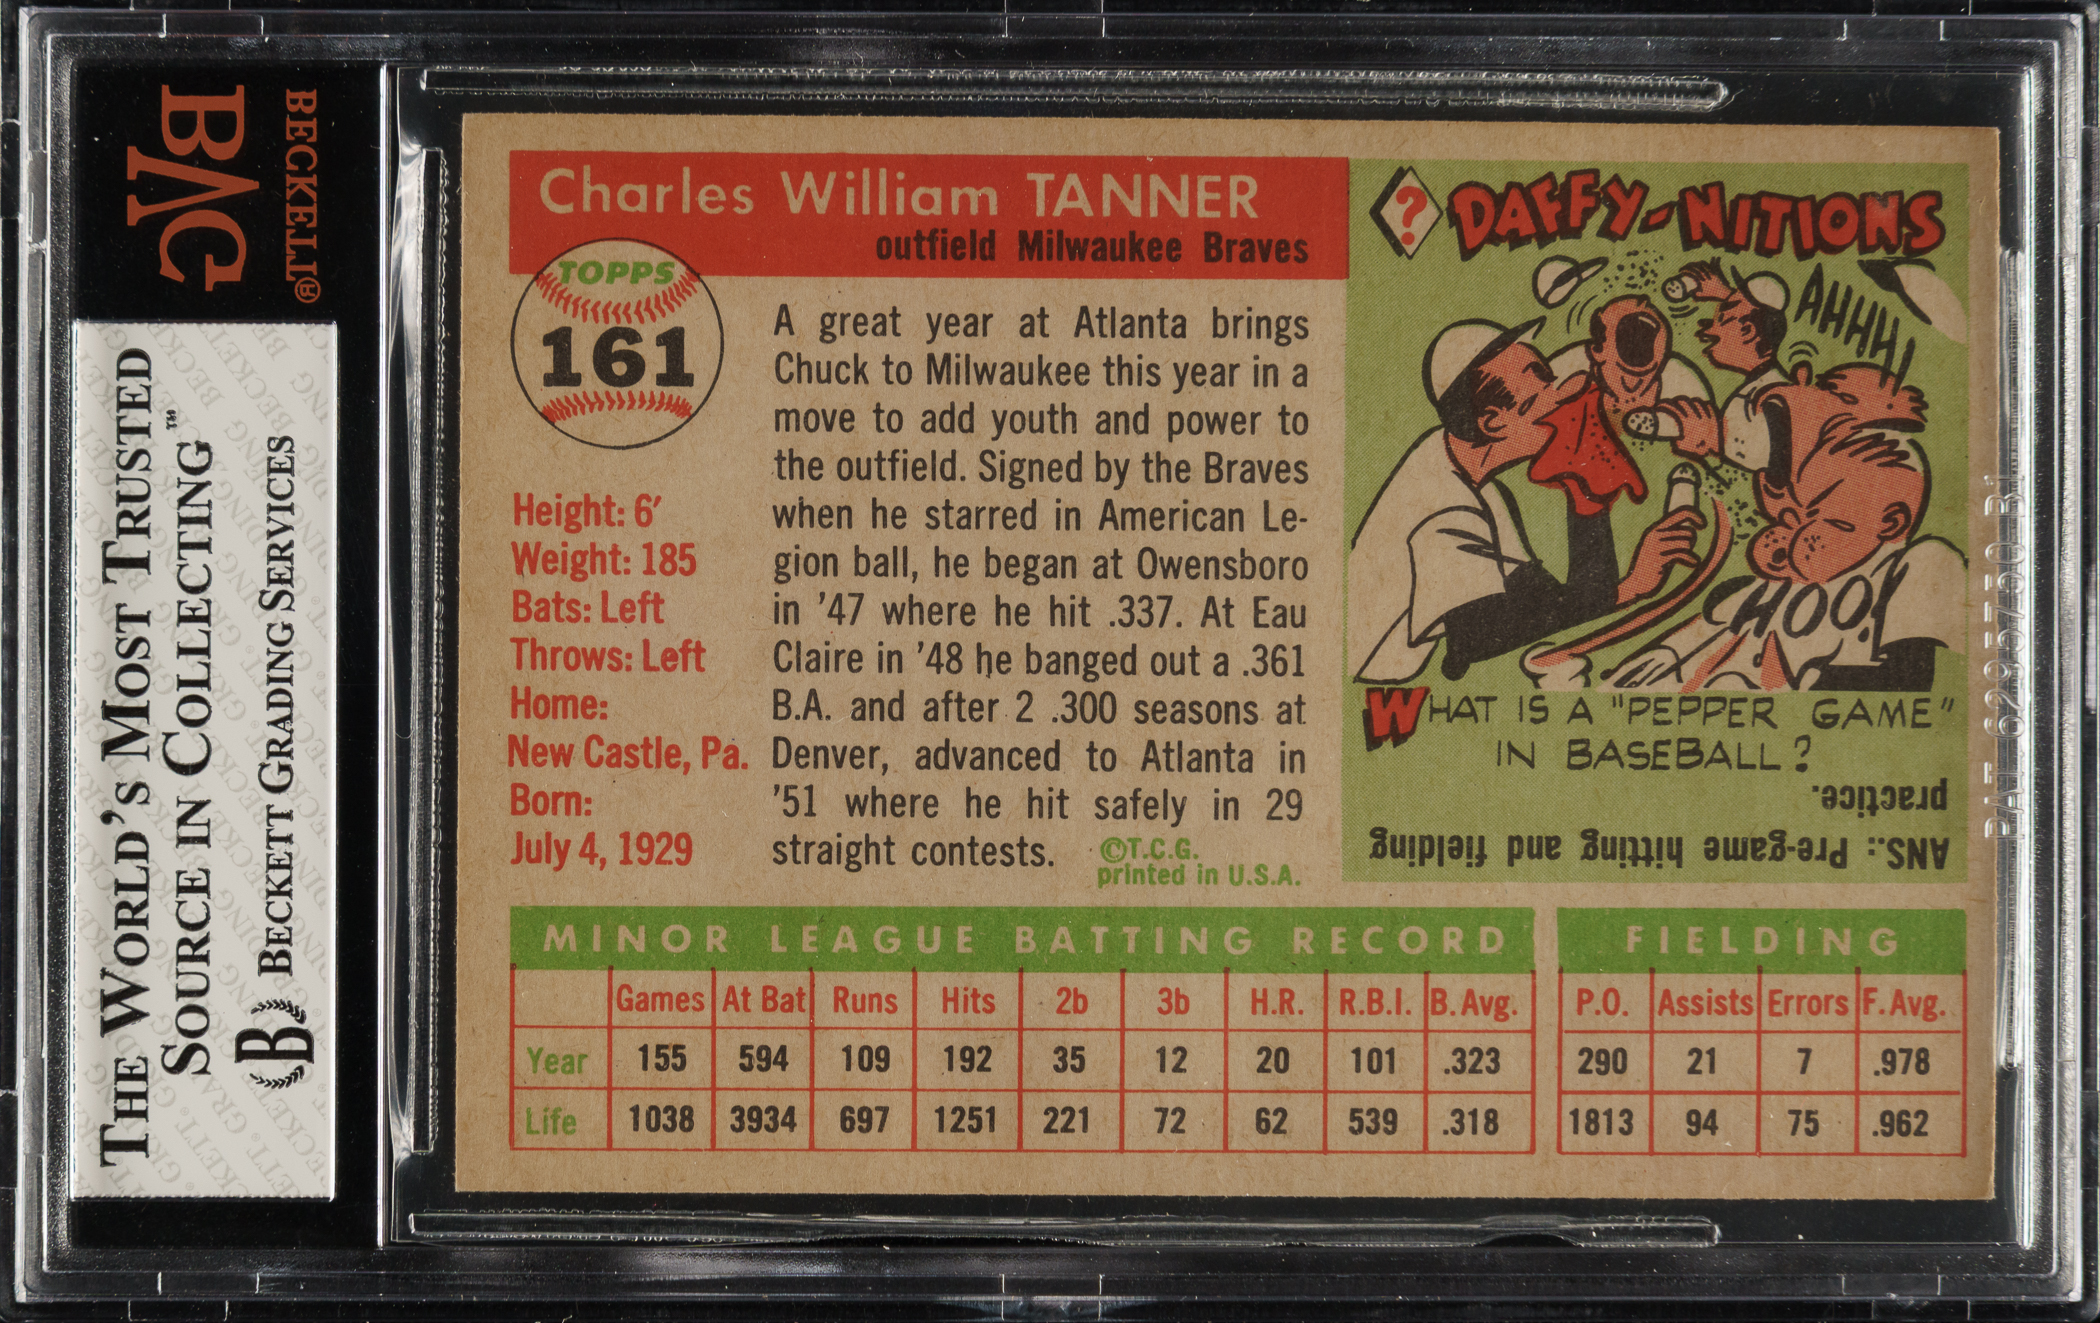 BECKETT®
BVG
THE WORLD'S MOST TRUSTED
SOURCE IN COLLECTING™
BECKETT GRADING SERVICES
Charles William TANNER
outfield Milwaukee Braves
TOPPS
161
Height: 6'
Weight: 185
Bats: Left
Throws: Left
Home:
New Castle, Pa.
Born:
July 4, 1929
A great year at Atlanta brings
Chuck to Milwaukee this year in a
move to add youth and power to
the outfield. Signed by the Braves
when he starred in American Le-
gion ball, he began at Owensboro
in '47 where he hit .337. At Eau
Claire in '48 he banged out a .361
B.A. and after 2 .300 seasons at
Denver, advanced to Atlanta in
'51 where he hit safely in 29
straight contests.
©T.C.G.
printed in U.S.A.
? DAFFY-NITIONS
AHHH!
CHOO!
WHAT IS A "PEPPER GAME"
IN BASEBALL?
ANS.: Pre-game hitting and fielding
practice.
MINOR LEAGUE BATTING RECORD
Games At Bat Runs Hits 2b 3b H.R. R.B.I. B. Avg.
Year 155 594 109 192 35 12 20 101 .323
Life 1038 3934 697 1251 221 72 62 539 .318
FIELDING
P.O. Assists Errors F. Avg.
290 21 7 .978
1813 94 75 .962
PAT. 6295750 B1